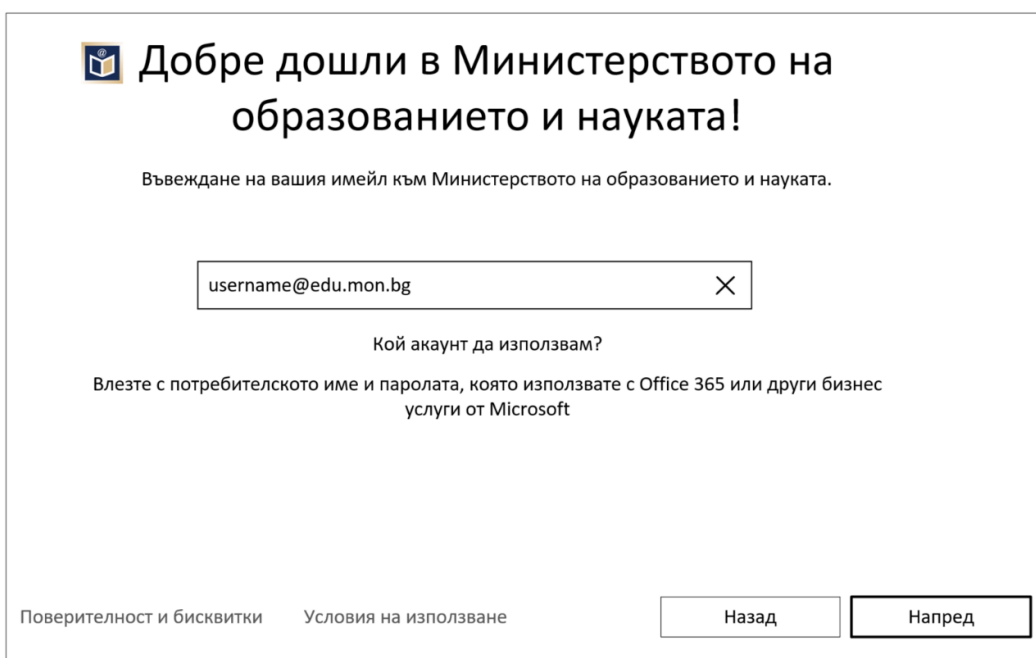 Добре дошли в Министерството на
образованието и науката!
Въвеждане на вашия имейл към Министерството на образованието и науката.
username@edu.mon.bg
Кой акаунт да използвам?
Влезте с потребителското име и паролата, която използвате с Office 365 или други бизнес
услуги от Microsoft
Поверителност и бисквитки Условия на използване Назад Напред